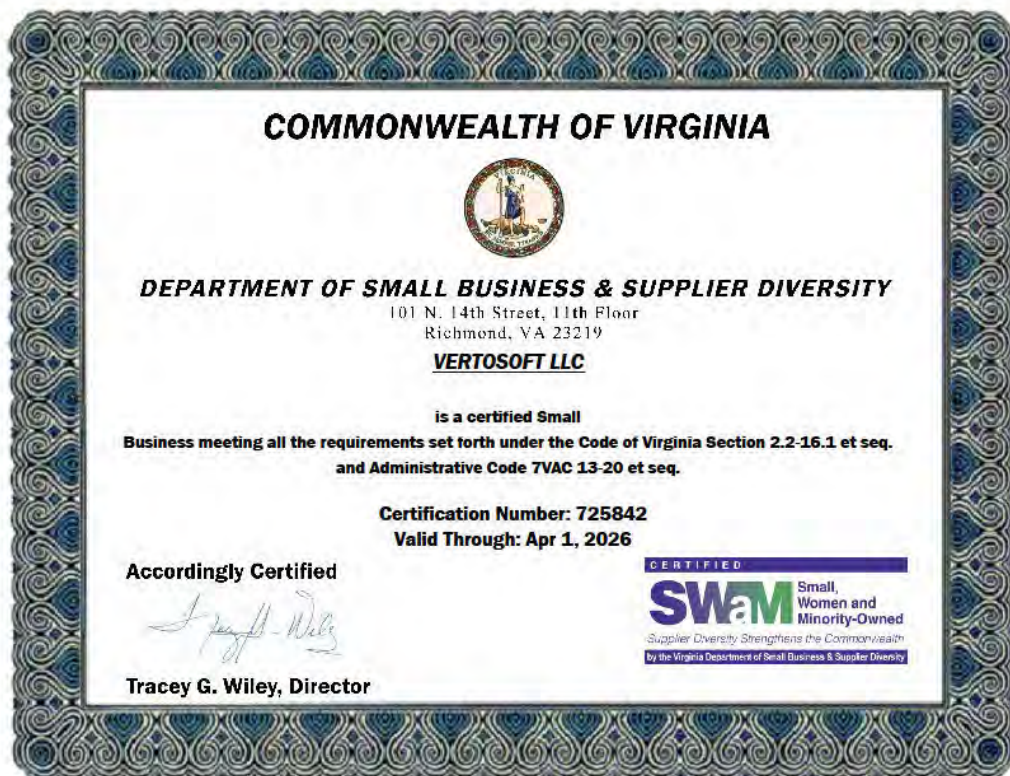 COMMONWEALTH OF VIRGINIA
VIRGINIA
DEPARTMENT OF SMALL BUSINESS & SUPPLIER DIVERSITY
101 N. 14th Street, 11th Floor
Richmond, VA 23219
VERTOSOFT LLC
is a certified Small
Business meeting all the requirements set forth under the Code of Virginia Section 2.2-16.1 et seq.
and Administrative Code 7VAC 13-20 et seq.
Certification Number: 725842
Valid Through: Apr 1, 2026
Accordingly Certified
Tracey G. Wiley, Director
CERTIFIED
SWaM
Small,
Women and
Minority-Owned
Supplier Diversity Strengthens the Commonwealth
by the Virginia Department of Small Business & Supplier Diversity